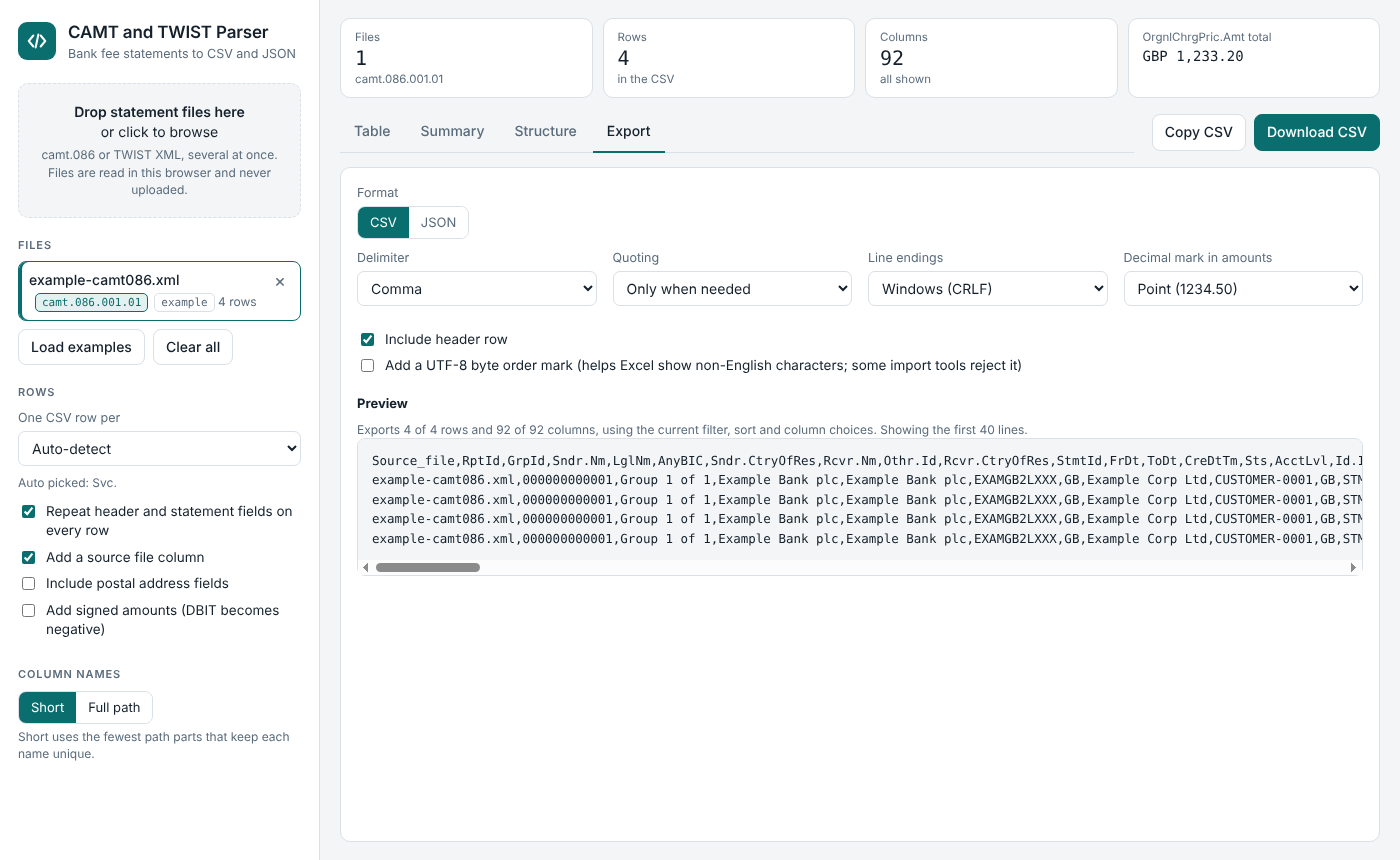 CAMT and TWIST Parser
Bank fee statements to CSV and JSON
Drop statement files here
or click to browse
camt.086 or TWIST XML, several at once.
Files are read in this browser and never
uploaded.
FILES
example-camt086.xml
camt.086.001.01 example 4 rows
Load examples Clear all
ROWS
One CSV row per
Auto-detect
Auto picked: Svc.
Repeat header and statement fields on
every row
Add a source file column
Include postal address fields
Add signed amounts (DBIT becomes
negative)
COLUMN NAMES
Short Full path
Short uses the fewest path parts that keep each
name unique.
Files
1
camt.086.001.01
Rows
4
in the CSV
Columns
92
all shown
OrgnlChrgPric.Amt total
GBP 1,233.20
Table Summary Structure Export
Copy CSV Download CSV
Format
CSV JSON
Delimiter Quoting Line endings Decimal mark in amounts
Comma Only when needed Windows (CRLF) Point (1234.50)
Include header row
Add a UTF-8 byte order mark (helps Excel show non-English characters; some import tools reject it)
Preview
Exports 4 of 4 rows and 92 of 92 columns, using the current filter, sort and column choices. Showing the first 40 lines.
Source_file,RptId,GrpId,Sndr.Nm,LglNm,AnyBIC,Sndr.CtryOfRes,Rcvr.Nm,Othr.Id,Rcvr.CtryOfRes,StmtId,FrDt,ToDt,CreDtTm,Sts,AcctLvl,Id.I
example-camt086.xml,000000000001,Group 1 of 1,Example Bank plc,Example Bank plc,EXAMGB2LXXX,GB,Example Corp Ltd,CUSTOMER-0001,GB,STM
example-camt086.xml,000000000001,Group 1 of 1,Example Bank plc,Example Bank plc,EXAMGB2LXXX,GB,Example Corp Ltd,CUSTOMER-0001,GB,STM
example-camt086.xml,000000000001,Group 1 of 1,Example Bank plc,Example Bank plc,EXAMGB2LXXX,GB,Example Corp Ltd,CUSTOMER-0001,GB,STM
example-camt086.xml,000000000001,Group 1 of 1,Example Bank plc,Example Bank plc,EXAMGB2LXXX,GB,Example Corp Ltd,CUSTOMER-0001,GB,STM